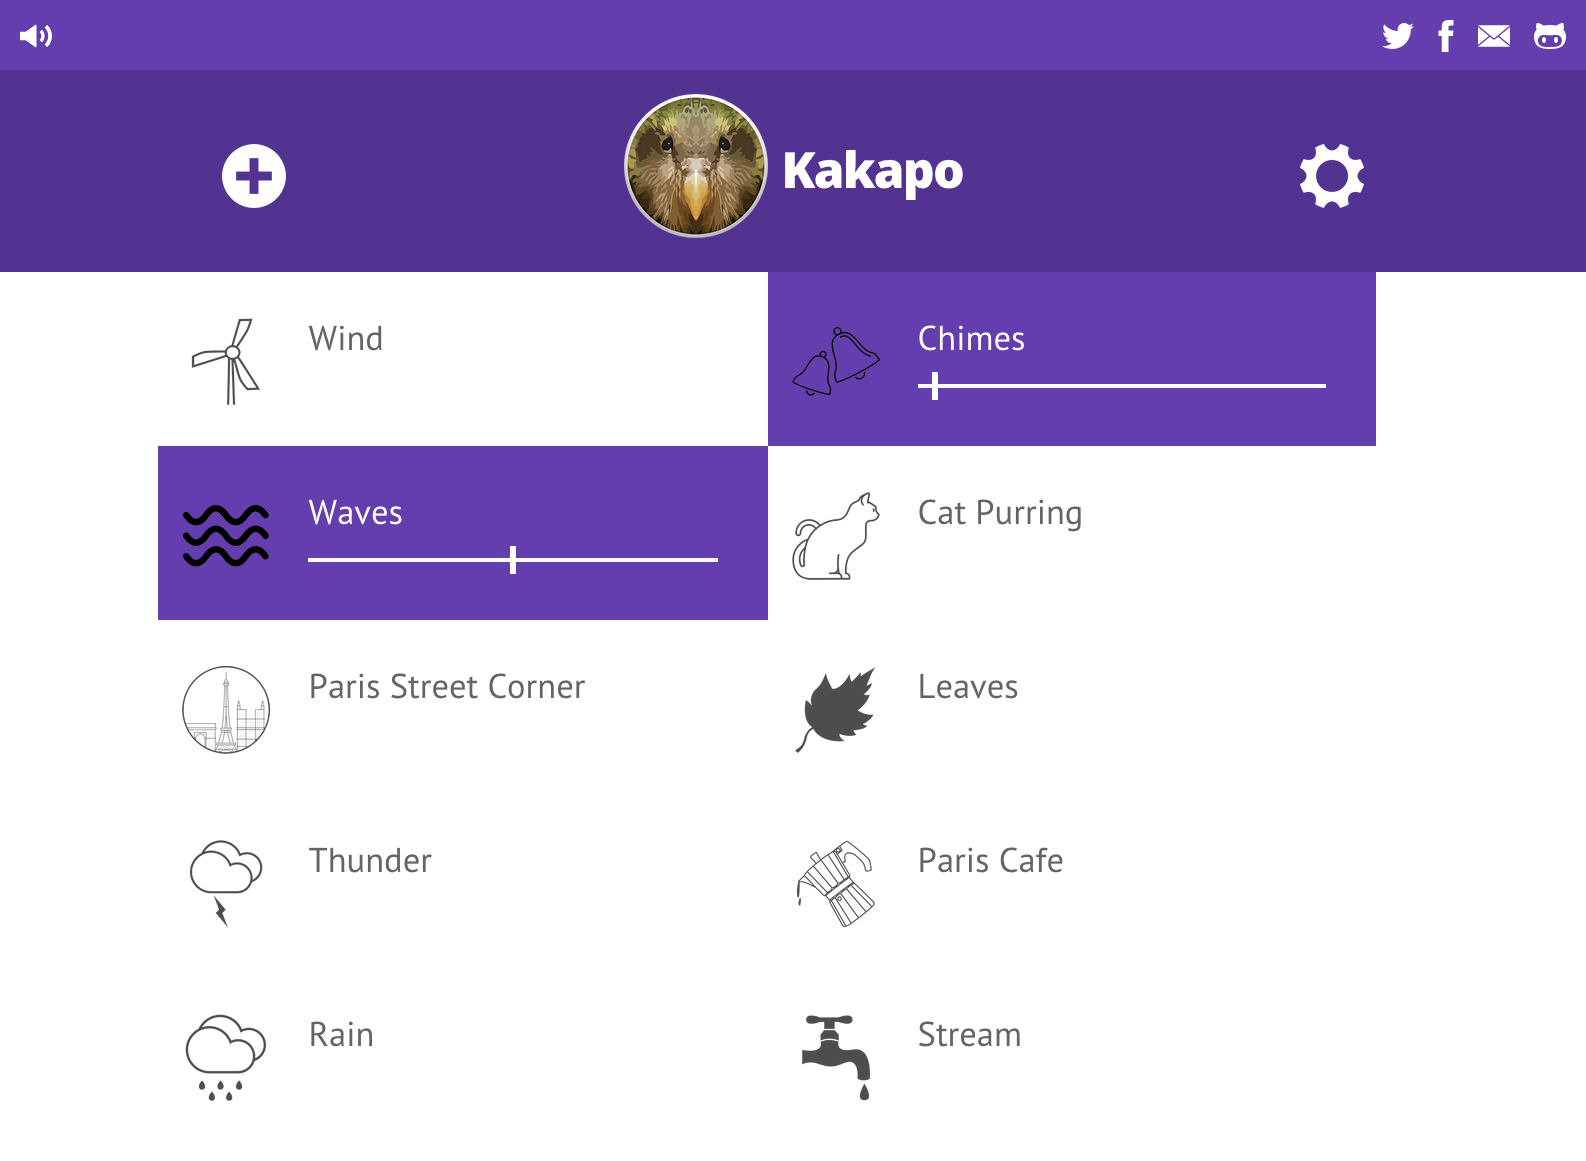 Kakapo
Wind
Chimes
Waves
Cat Purring
Paris Street Corner
Leaves
Thunder
Paris Cafe
Rain
Stream